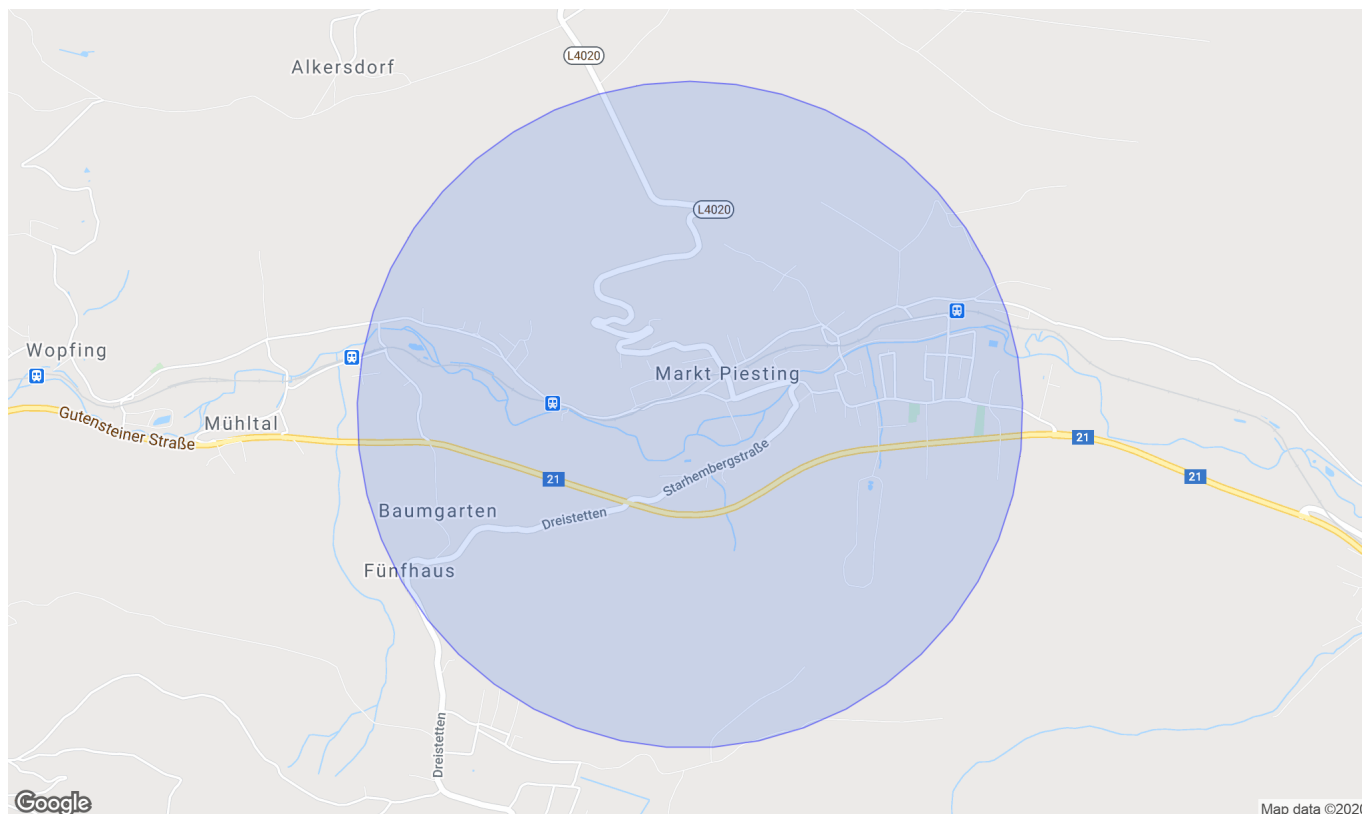 L4020
Alkersdorf
L4020
Wopfing
Markt Piesting
Gutensteiner Straße
Mühltal
21
21
Starhembergstraße
21
Baumgarten
Dreistetten
Fünfhaus
Dreistetten
Google
Map data ©2020